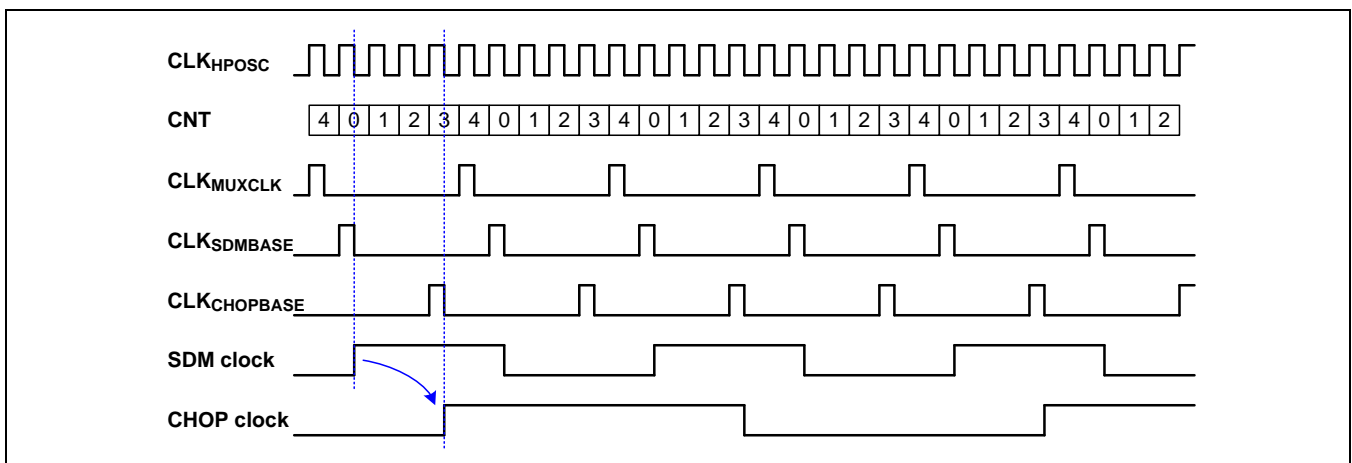 CLKHPOSC
CNT 4 0 1 2 3 4 0 1 2 3 4 0 1 2 3 4 0 1 2 3 4 0 1 2 3 4 0 1 2
CLKMUXCLK
CLKSDMBASE
CLKCHOPBASE
SDM clock
CHOP clock